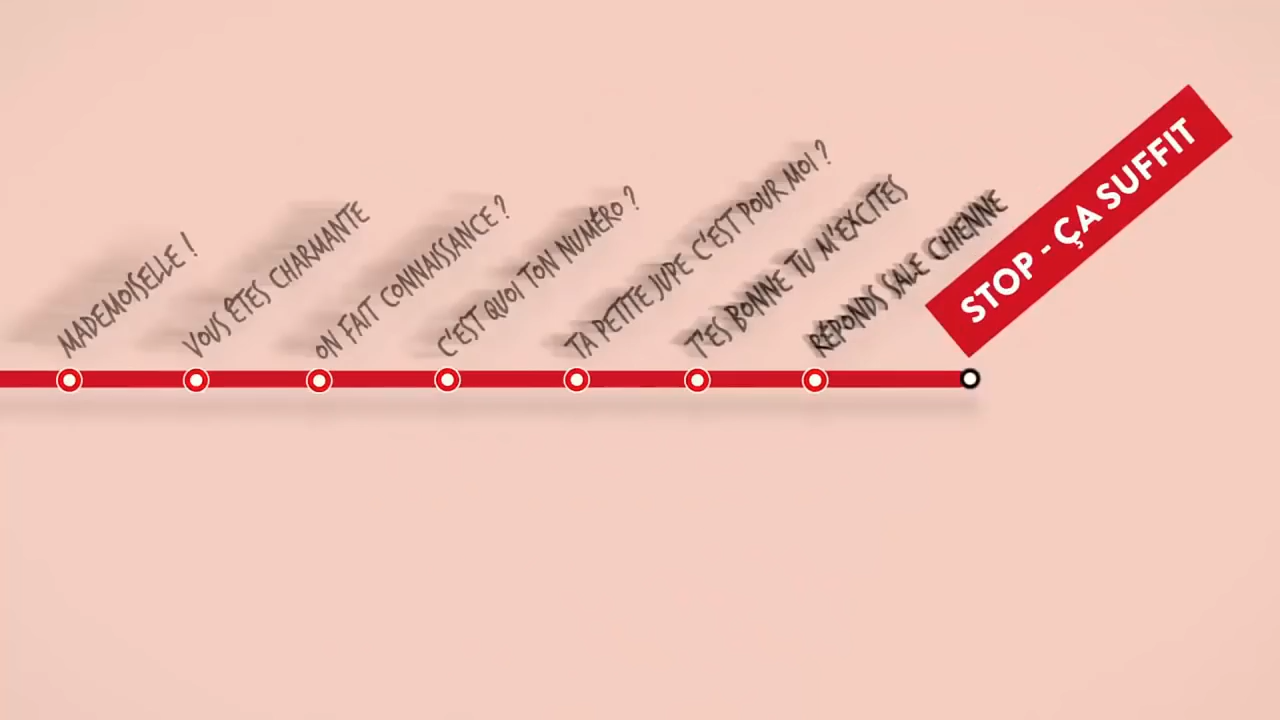 MADEMOISELLE !
VOUS ÊTES CHARMANTE
ON FAIT CONNAISSANCE ?
C'EST QUOI TON NUMÉRO ?
TA PETITE JUPE C'EST POUR MOI ?
T'ES BONNE TU M'EXCITES
RÉPONDS SALE CHIENNE
STOP - ÇA SUFFIT